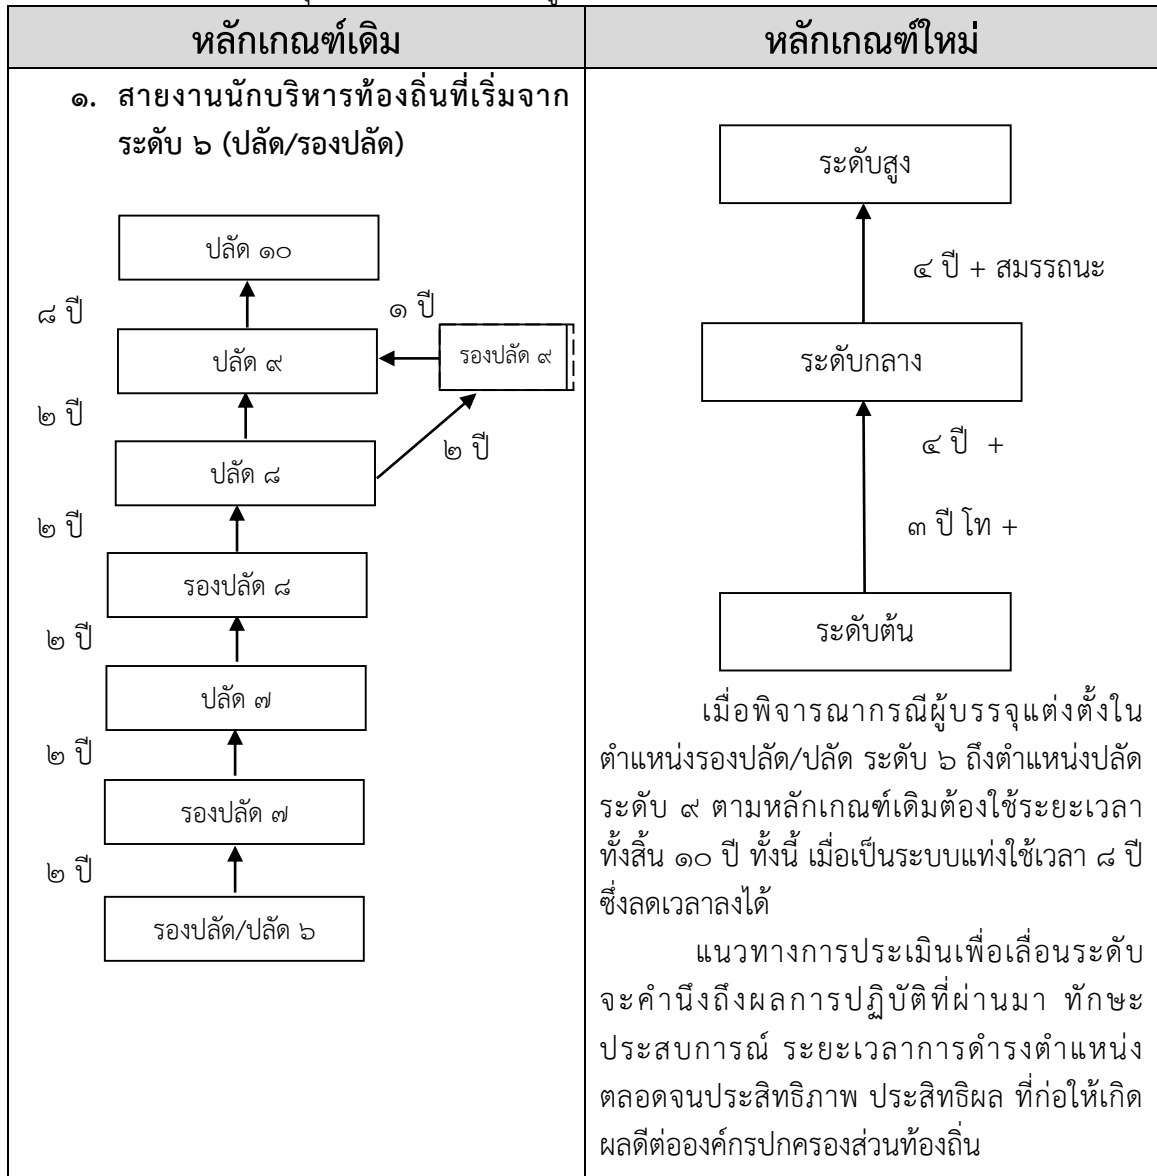 หลักเกณฑ์เดิม
หลักเกณฑ์ใหม่
๑. สายงานนักบริหารท้องถิ่นที่เริ่มจาก
ระดับ ๖ (ปลัด/รองปลัด)
ปลัด ๑๐
๘ ปี
๑ ปี
ปลัด ๙
รองปลัด ๙
๒ ปี
๒ ปี
ปลัด ๘
๒ ปี
รองปลัด ๘
๒ ปี
ปลัด ๗
๒ ปี
รองปลัด ๗
๒ ปี
รองปลัด/ปลัด ๖
ระดับสูง
๔ ปี + สมรรถนะ
ระดับกลาง
๔ ปี +
๓ ปี โท +
ระดับต้น
เมื่อพิจารณากรณีผู้บรรจุแต่งตั้งใน
ตำแหน่งรองปลัด/ปลัด ระดับ ๖ ถึงตำแหน่งปลัด
ระดับ ๙ ตามหลักเกณฑ์เดิมต้องใช้ระยะเวลา
ทั้งสิ้น ๑๐ ปี ทั้งนี้ เมื่อเป็นระบบแท่งใช้เวลา ๘ ปี
ซึ่งลดเวลาลงได้
แนวทางการประเมินเพื่อเลื่อนระดับ
จะคำนึงถึงผลการปฏิบัติที่ผ่านมา ทักษะ
ประสบการณ์ ระยะเวลาการดำรงตำแหน่ง
ตลอดจนประสิทธิภาพ ประสิทธิผล ที่ก่อให้เกิด
ผลดีต่อองค์กรปกครองส่วนท้องถิ่น